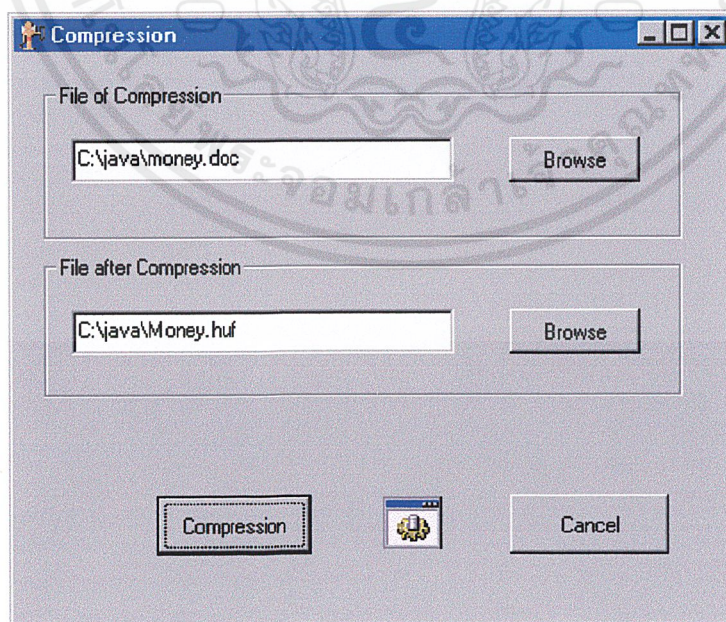 Compression
File of Compression
C:\java\money.doc
Browse
File after Compression
C:\java\Money.huf
Browse
Compression
Cancel